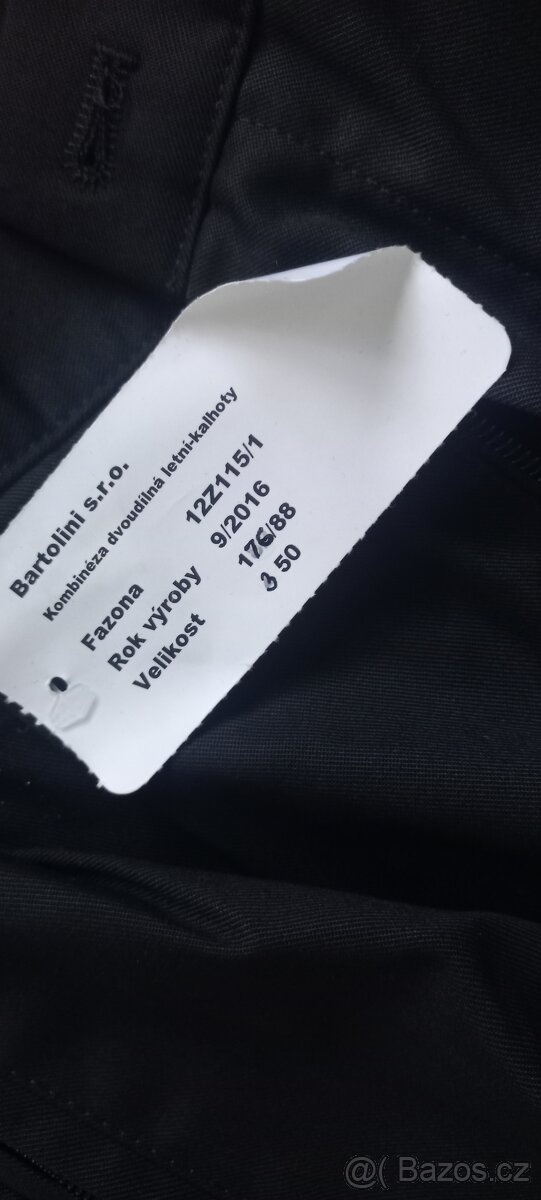 Bartolini s.r.o.
Kombinéza dvoudílná letní-kalhoty
Fazona 12Z115/1
Rok výroby 9/2016
Velikost 176/88
50
@( Bazos.cz